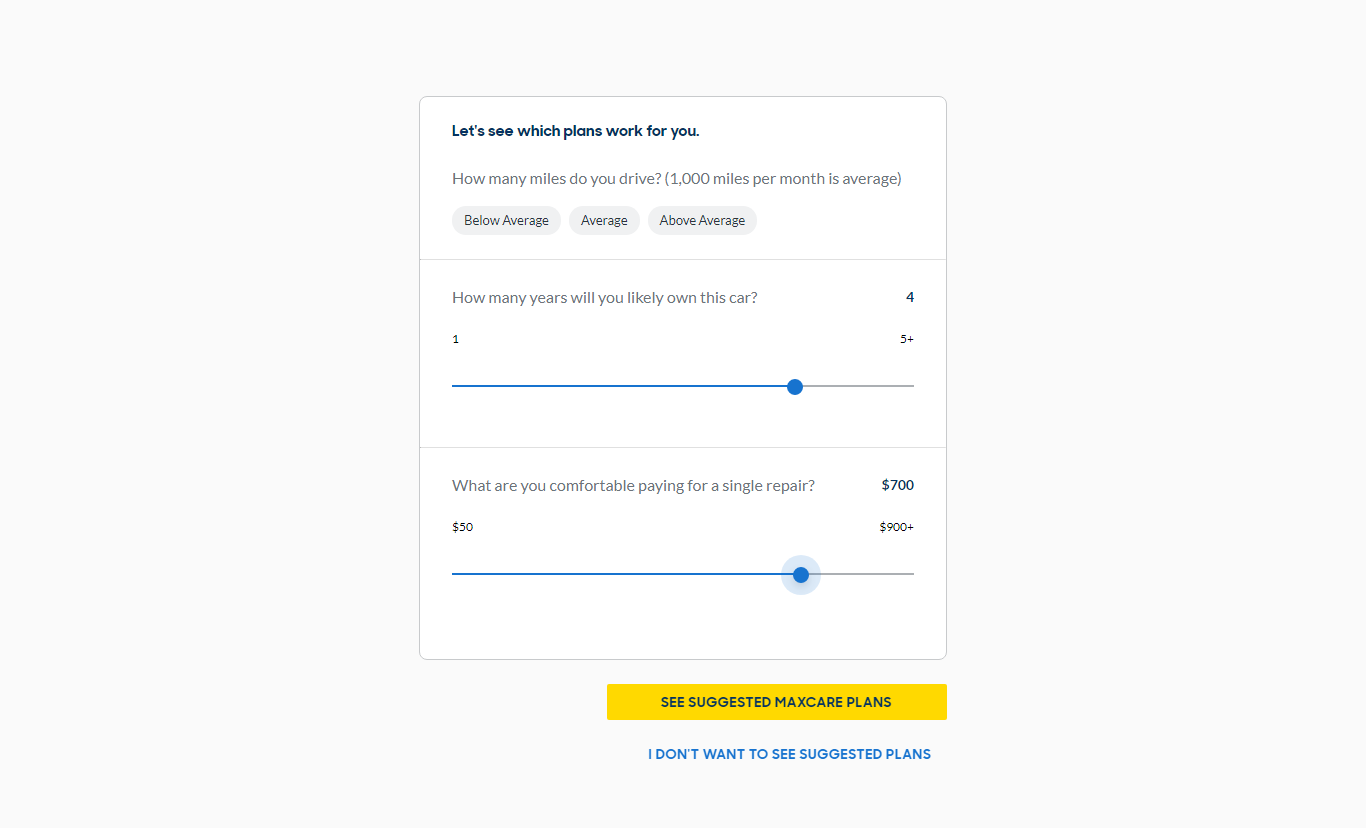 Let's see which plans work for you.
How many miles do you drive? (1,000 miles per month is average)
Below Average Average Above Average
How many years will you likely own this car? 4
1 5+
What are you comfortable paying for a single repair? $700
$50 $900+
SEE SUGGESTED MAXCARE PLANS
I DON'T WANT TO SEE SUGGESTED PLANS